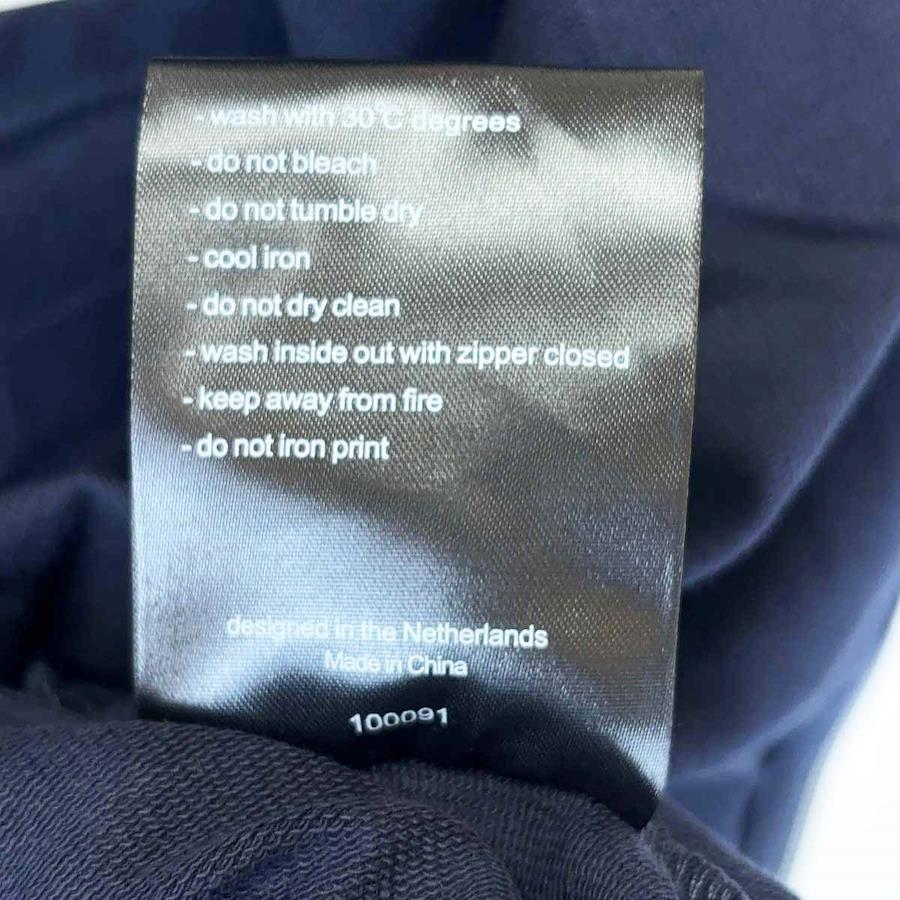 - wash with 30°C degrees
- do not bleach
- do not tumble dry
- cool iron
- do not dry clean
- wash inside out with zipper closed
- keep away from fire
- do not iron print
designed in the Netherlands
Made in China
100091